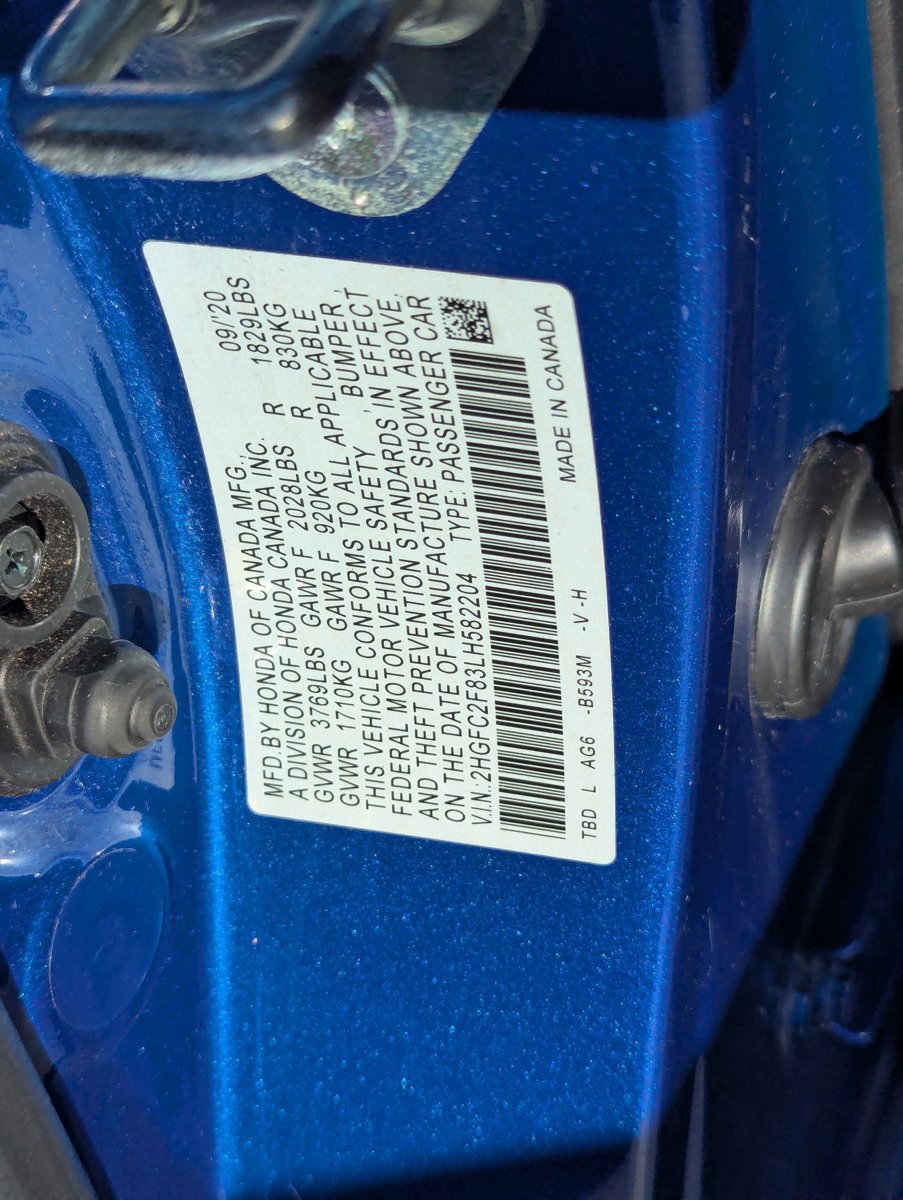 MFD.BY HONDA OF CANADA MFG., 09/'20
A DIVISION OF HONDA CANADA INC.
GVWR 3769LBS GAWR F 2028LBS R 1829LBS
GVWR 1710KG GAWR F 920KG R 830KG
THIS VEHICLE CONFORMS TO ALL APPLICABLE
FEDERAL MOTOR VEHICLE SAFETY , BUMPER ,
AND THEFT PREVENTION STANDARDS IN EFFECT
ON THE DATE OF MANUFACTURE SHOWN ABOVE.
V.I.N.:2HGFC2F83LH582204 TYPE: PASSENGER CAR
TBD L AG6 -B593M -V -H MADE IN CANADA